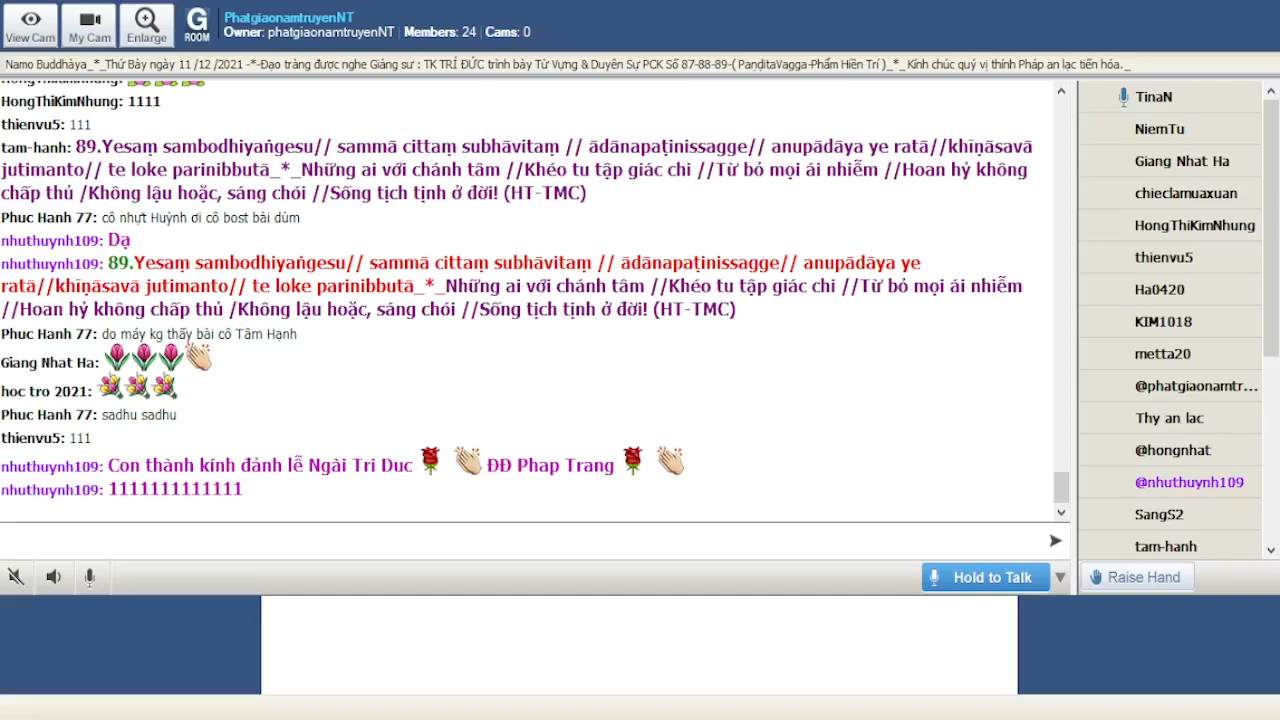 View Cam
My Cam
Enlarge
G
ROOM
PhatgiaonamtruyenNT
Owner: phatgiaonamtruyenNT | Members: 24 | Cams: 0
Namo Buddhàya_*_Thứ Bảy ngày 11 /12 /2021 -*-Đạo tràng được nghe Giảng sư : TK TRÍ ĐỨC trình bày Từ Vựng & Duyên Sự PCK Số 87-88-89-( PaṇḍitaVagga-Phẩm Hiền Trí )_*_ Kính chúc quý vị thính Pháp an lạc tiến hóa._
HongThiKimNhung:
HongThiKimNhung: 1111
thienvu5: 111
tam-hanh: 89.Yesaṃ sambodhiyaṅgesu// sammā cittaṃ subhāvitaṃ // ādānapaṭinissagge// anupādāya ye ratā//khīṇāsavā
jutimanto// te loke parinibbutā_*_Những ai với chánh tâm //Khéo tu tập giác chi //Từ bỏ mọi ái nhiễm //Hoan hỷ không
chấp thủ /Không lậu hoặc, sáng chói //Sống tịch tịnh ở đời! (HT-TMC)
Phuc Hanh 77: cô nhựt Huỳnh ơi cô bost bài dùm
nhuthuynh109: Dạ
nhuthuynh109: 89.Yesaṃ sambodhiyaṅgesu// sammā cittaṃ subhāvitaṃ // ādānapaṭinissagge// anupādāya ye
ratā//khīṇāsavā jutimanto// te loke parinibbutā_*_Những ai với chánh tâm //Khéo tu tập giác chi //Từ bỏ mọi ái nhiễm
//Hoan hỷ không chấp thủ /Không lậu hoặc, sáng chói //Sống tịch tịnh ở đời! (HT-TMC)
Phuc Hanh 77: do máy kg thấy bài cô Tâm Hạnh
Giang Nhat Ha:
hoc tro 2021:
Phuc Hanh 77: sadhu sadhu
thienvu5: 111
nhuthuynh109: Con thành kính đảnh lễ Ngài Tri Duc ĐĐ Phap Trang
nhuthuynh109: 1111111111111
TinaN
NiemTu
Giang Nhat Ha
chieclamuaxuan
HongThiKimNhung
thienvu5
Ha0420
KIM1018
metta20
@phatgiaonamtr...
Thy an lac
@hongnhat
@nhuthuynh109
SangS2
tam-hanh
Hold to Talk
Raise Hand